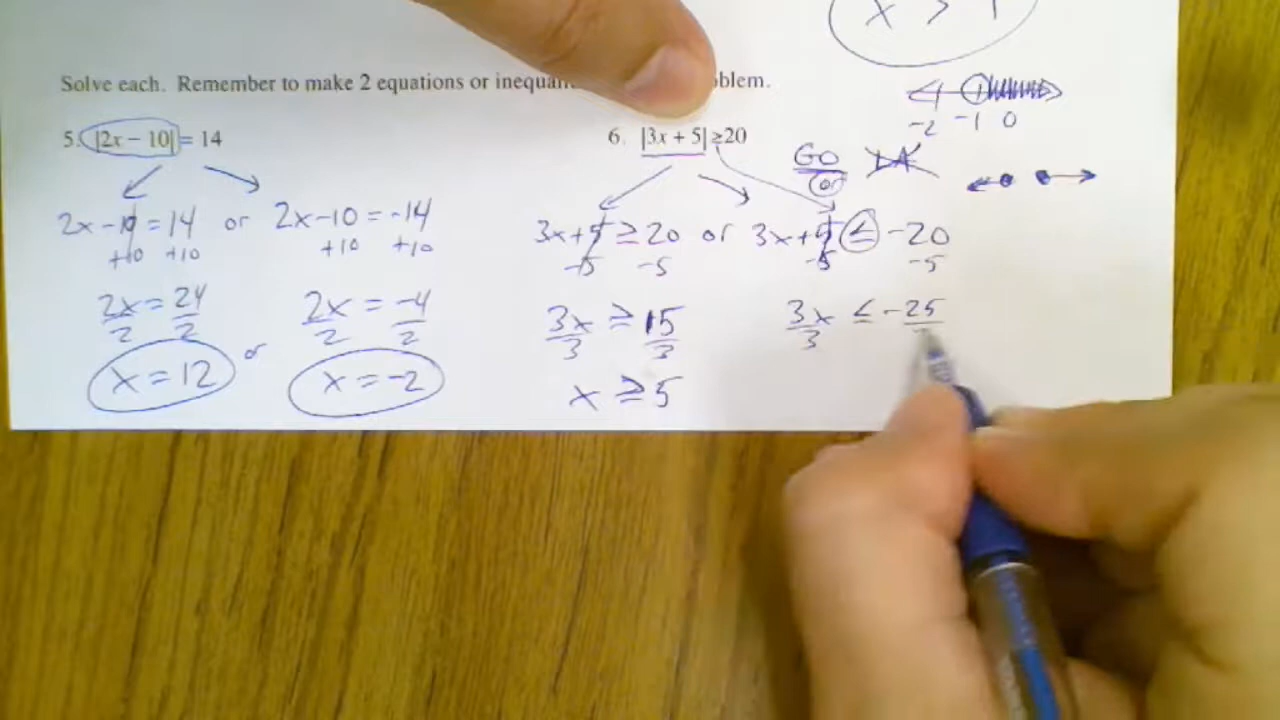 x > 1
Solve each. Remember to make 2 equations or inequal blem.
-2 -1 0
5. |2x − 10| = 14
2x-10 = 14 or 2x-10 = -14
+10 +10 +10 +10
2x = 24 2x = -4
2 2 2 2
x = 12 or x = -2
6. |3x + 5| ≥20
GO LA
or
3x+5 ≥ 20 or 3x+5 ≤ -20
-5 -5 -5 -5
3x ≥ 15 3x ≤ -25
3 3 3
x ≥ 5